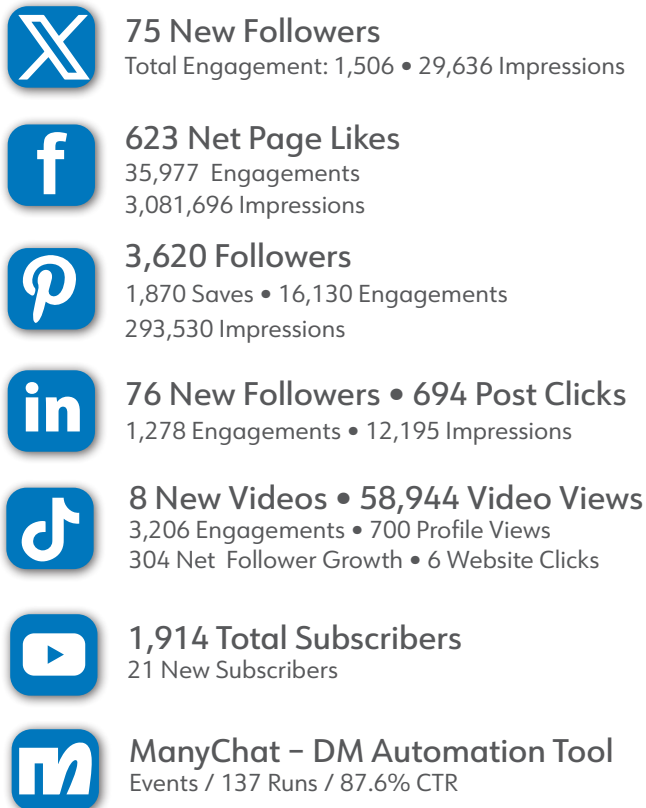 75 New Followers
Total Engagement: 1,506 • 29,636 Impressions
623 Net Page Likes
35,977 Engagements
3,081,696 Impressions
3,620 Followers
1,870 Saves • 16,130 Engagements
293,530 Impressions
in
76 New Followers • 694 Post Clicks
1,278 Engagements • 12,195 Impressions
8 New Videos • 58,944 Video Views
3,206 Engagements • 700 Profile Views
304 Net Follower Growth • 6 Website Clicks
1,914 Total Subscribers
21 New Subscribers
ManyChat – DM Automation Tool
Events / 137 Runs / 87.6% CTR